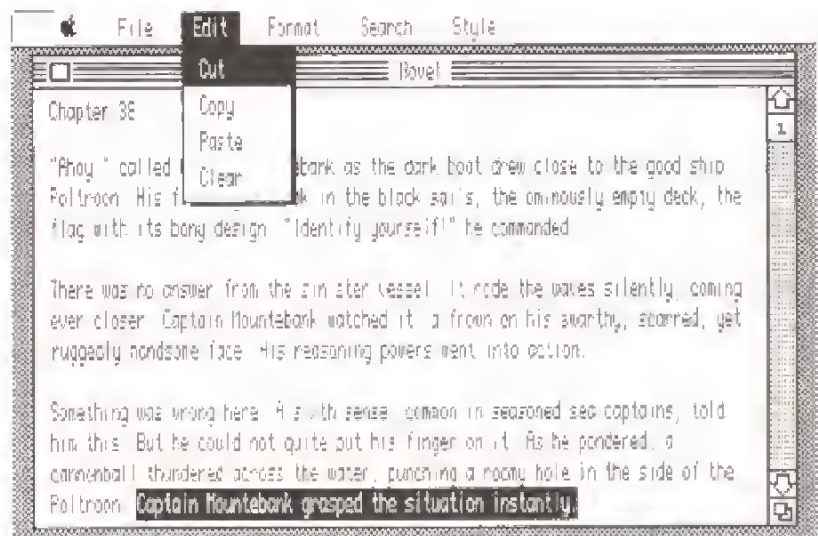 File Edit Format Search Style
Novel
Cut
Copy
Paste
Clear
Chapter 38
1
"Ahoy " called bank as the dark boat drew close to the good ship
Poltroon His in the black sails, the ominously empty deck, the
flag with its bony design "Identify yourself!" he commanded
There was no answer from the sinister vessel It rode the waves silently, coming
ever closer Captain Mountebank watched it a frown on his swarthy, scarred, yet
ruggedly handsome face His reasoning powers went into action.
Something was wrong here A sixth sense common in seasoned sea captains, told
him this But he could not quite put his finger on it As he pondered, a
cannonball thundered across the water, punching a roomy hole in the side of the
Poltroon Captain Mountebank grasped the situation instantly.